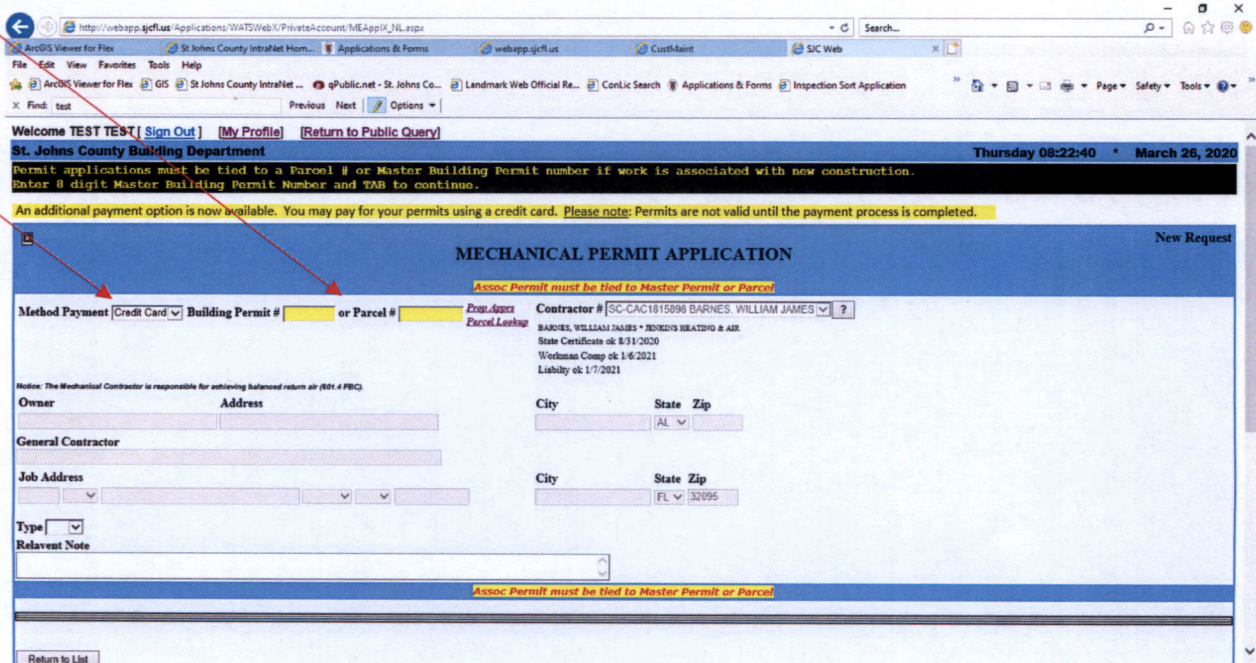 http://webapp.sjcfl.us/Applications/WATSWebX/PrivateAccount/MEAppIX_NL.aspx
Search...
ArcGIS Viewer for Flex
St Johns County IntraNet Hom...
Applications & Forms
webapp.sjcfl.us
CustMaint
SJC Web
File Edit View Favorites Tools Help
ArcGIS Viewer for Flex GIS St Johns County IntraNet ... qPublic.net - St. Johns Co... Landmark Web Official Re... ConLic Search Applications & Forms Inspection Sort Application
Page Safety Tools
Find: test Previous Next Options
Welcome TEST TEST [ Sign Out ] [My Profile] [Return to Public Query]
St. Johns County Building Department Thursday 08:22:40 * March 26, 2020
Permit applications must be tied to a Parcel # or Master Building Permit number if work is associated with new construction.
Enter 8 digit Master Building Permit Number and TAB to continue.
An additional payment option is now available. You may pay for your permits using a credit card. Please note: Permits are not valid until the payment process is completed.
New Request
MECHANICAL PERMIT APPLICATION
Assoc Permit must be tied to Master Permit or Parcel
Method Payment Credit Card Building Permit # or Parcel # Prop Apprs Contractor # SC-CAC1815898 BARNES, WILLIAM JAMES ?
Parcel Lookup
BARNES, WILLIAM JAMES * JENKINS HEATING & AIR
State Certificate ok 8/31/2020
Workman Comp ok 1/6/2021
Liabilty ok 1/7/2021
Notice: The Mechanical Contractor is responsible for achieving balanced return air (601.4 FBC).
Owner Address City State Zip
AL
General Contractor
Job Address City State Zip
FL 32095
Type
Relavent Note
Assoc Permit must be tied to Master Permit or Parcel
Return to List